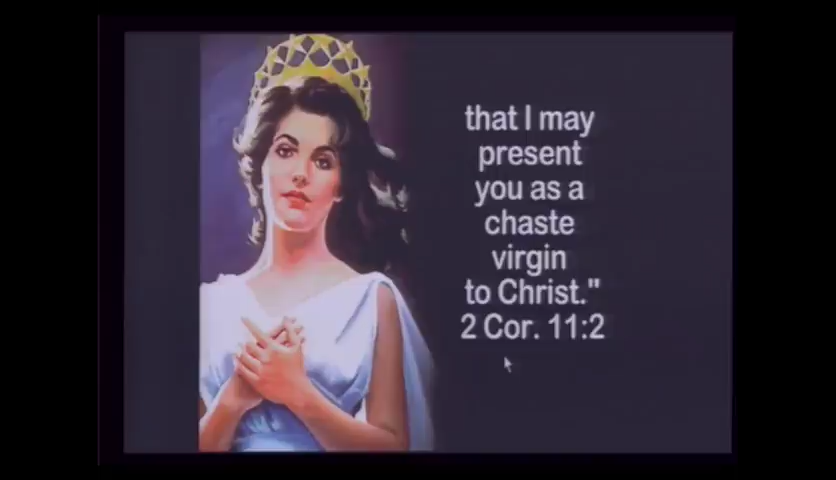 that I may
present
you as a
chaste
virgin
to Christ."
2 Cor. 11:2